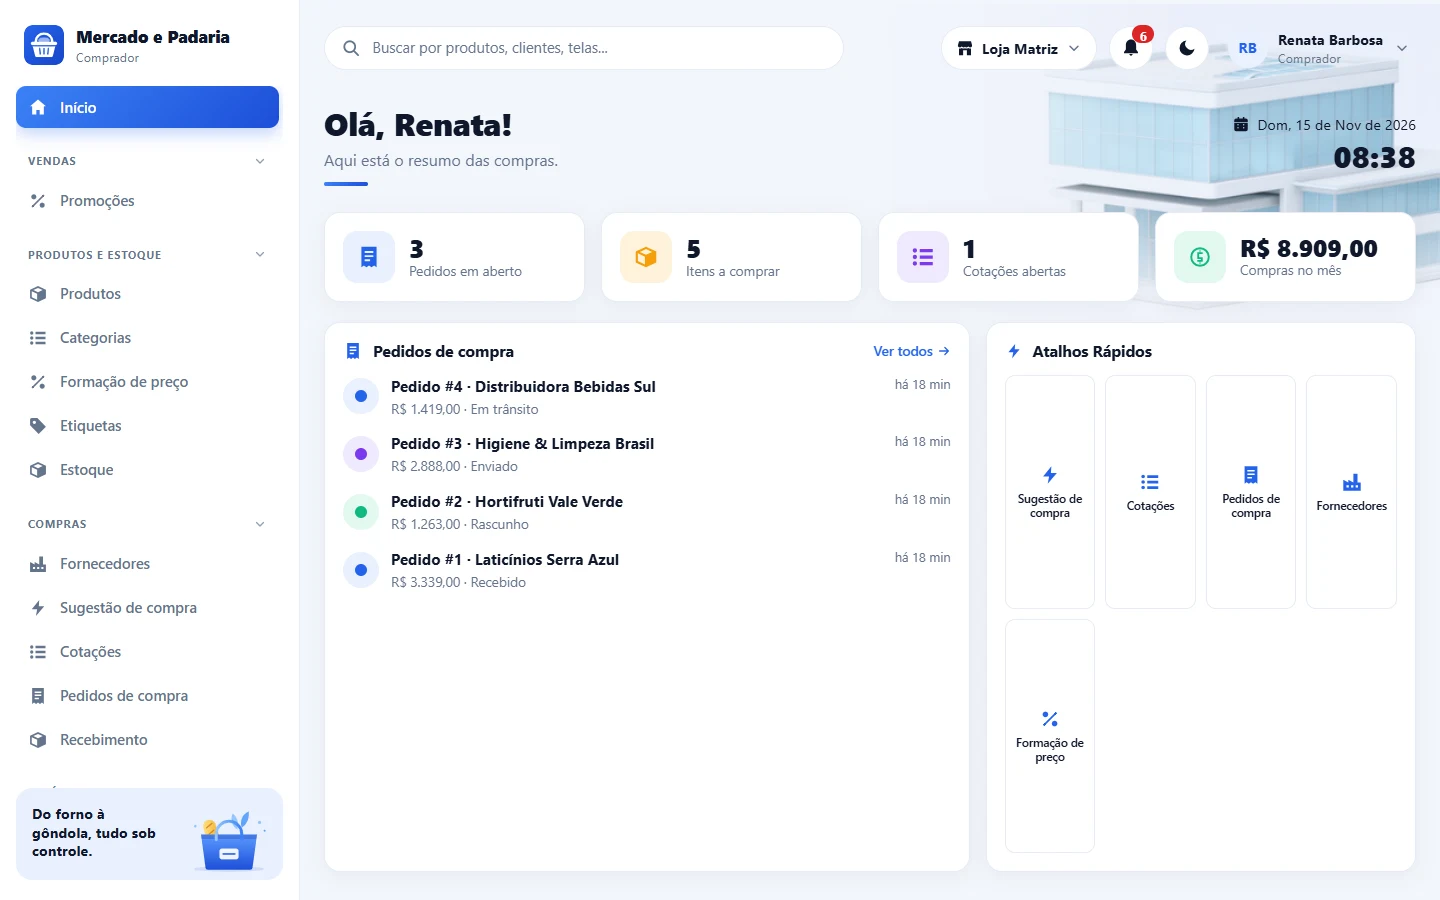 Mercado e Padaria
Comprador
Início
VENDAS
Promoções
PRODUTOS E ESTOQUE
Produtos
Categorias
Formação de preço
Etiquetas
Estoque
COMPRAS
Fornecedores
Sugestão de compra
Cotações
Pedidos de compra
Recebimento
Do forno à
gôndola, tudo sob
controle.
Buscar por produtos, clientes, telas...
Loja Matriz
6
RB
Renata Barbosa
Comprador
Olá, Renata!
Aqui está o resumo das compras.
Dom, 15 de Nov de 2026
08:38
3
Pedidos em aberto
5
Itens a comprar
1
Cotações abertas
R$ 8.909,00
Compras no mês
Pedidos de compra
Ver todos →
Pedido #4 · Distribuidora Bebidas Sul
há 18 min
R$ 1.419,00 · Em trânsito
Pedido #3 · Higiene & Limpeza Brasil
há 18 min
R$ 2.888,00 · Enviado
Pedido #2 · Hortifruti Vale Verde
há 18 min
R$ 1.263,00 · Rascunho
Pedido #1 · Laticínios Serra Azul
há 18 min
R$ 3.339,00 · Recebido
Atalhos Rápidos
Sugestão de
compra
Cotações
Pedidos de
compra
Fornecedores
Formação de
preço